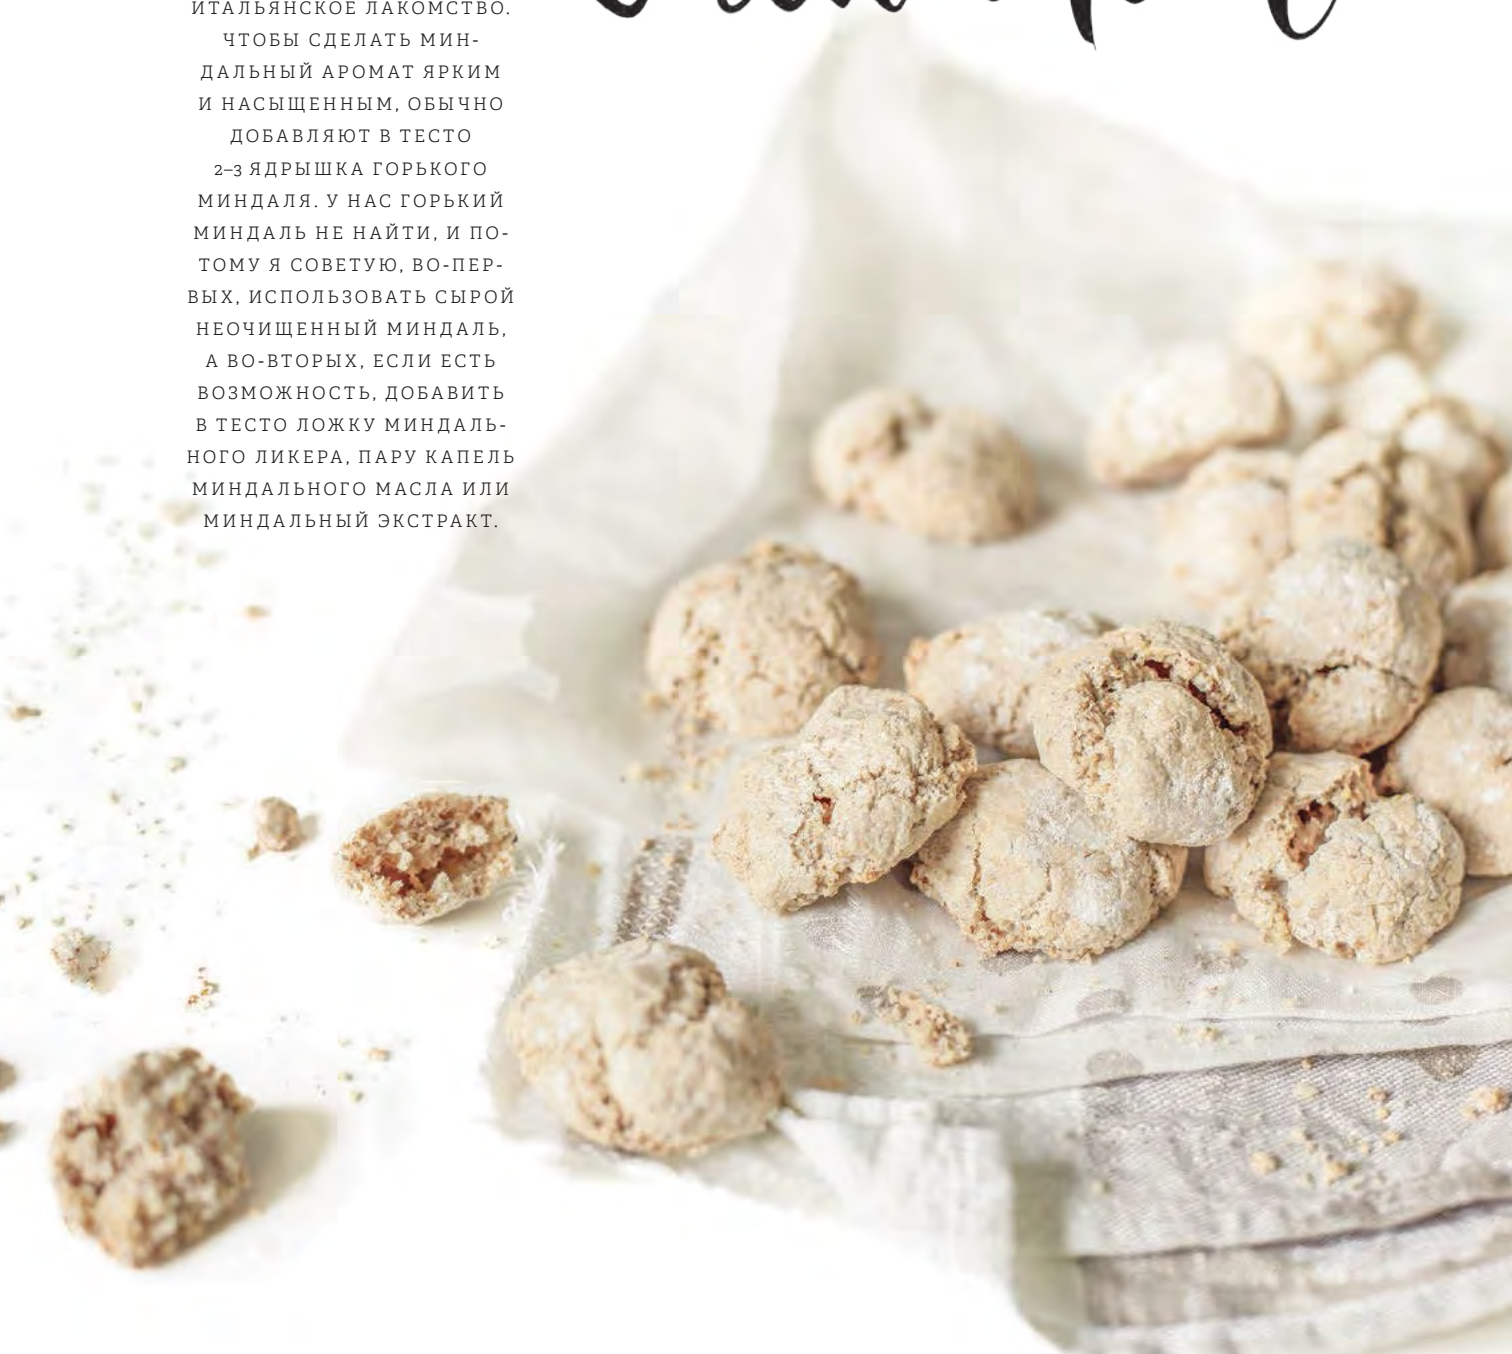 ИТАЛЬЯНСКОЕ ЛАКОМСТВО.
ЧТОБЫ СДЕЛАТЬ МИН-
ДАЛЬНЫЙ АРОМАТ ЯРКИМ
И НАСЫЩЕННЫМ, ОБЫЧНО
ДОБАВЛЯЮТ В ТЕСТО
2–3 ЯДРЫШКА ГОРЬКОГО
МИНДАЛЯ. У НАС ГОРЬКИЙ
МИНДАЛЬ НЕ НАЙТИ, И ПО-
ТОМУ Я СОВЕТУЮ, ВО-ПЕР-
ВЫХ, ИСПОЛЬЗОВАТЬ СЫРОЙ
НЕОЧИЩЕННЫЙ МИНДАЛЬ,
А ВО-ВТОРЫХ, ЕСЛИ ЕСТЬ
ВОЗМОЖНОСТЬ, ДОБАВИТЬ
В ТЕСТО ЛОЖКУ МИНДАЛЬ-
НОГО ЛИКЕРА, ПАРУ КАПЕЛЬ
МИНДАЛЬНОГО МАСЛА ИЛИ
МИНДАЛЬНЫЙ ЭКСТРАКТ.